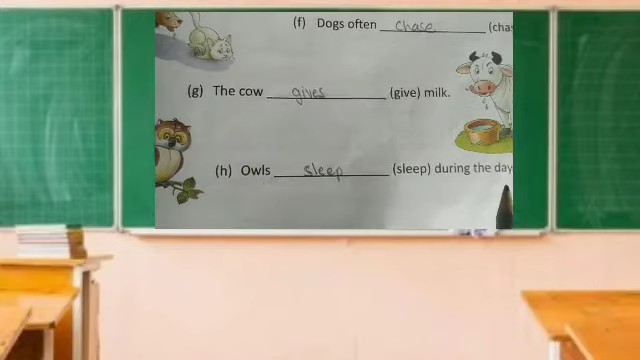 (f) Dogs often chase (chas
(g) The cow gives (give) milk.
(h) Owls sleep (sleep) during the day